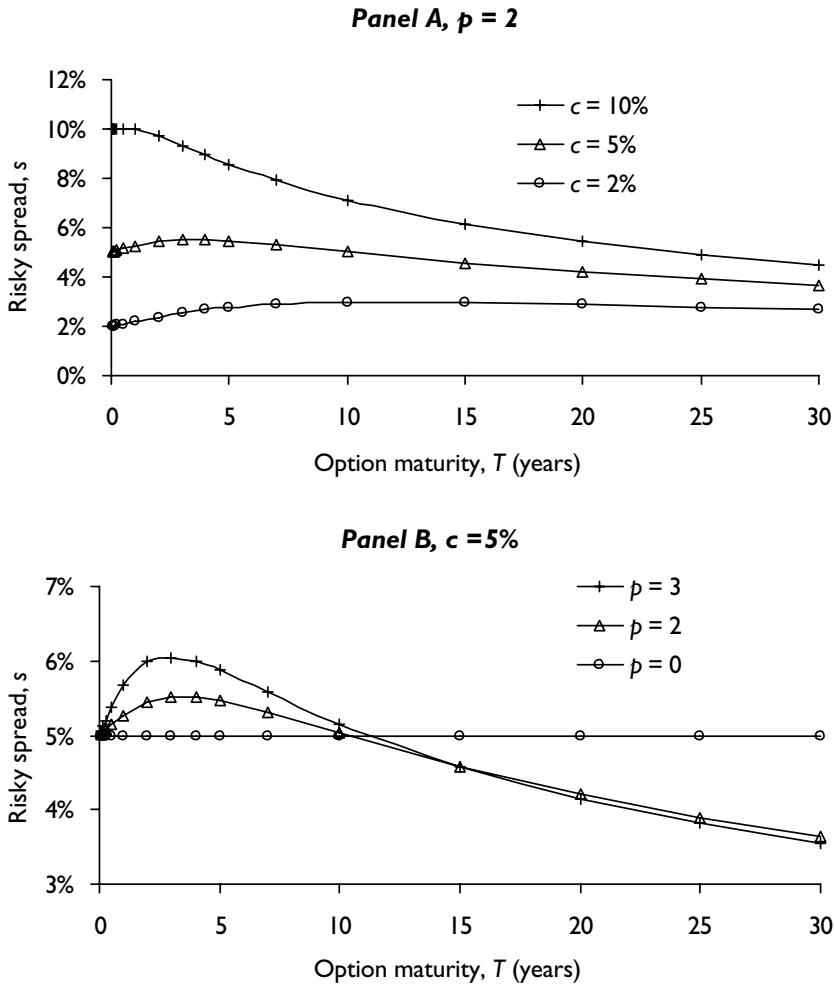 Panel A, p = 2
12%
10%
8%
6%
4%
2%
0%
Risky spread, s
c = 10%
c = 5%
c = 2%
0 5 10 15 20 25 30
Option maturity, T (years)
Panel B, c =5%
7%
6%
5%
4%
3%
Risky spread, s
p = 3
p = 2
p = 0
0 5 10 15 20 25 30
Option maturity, T (years)